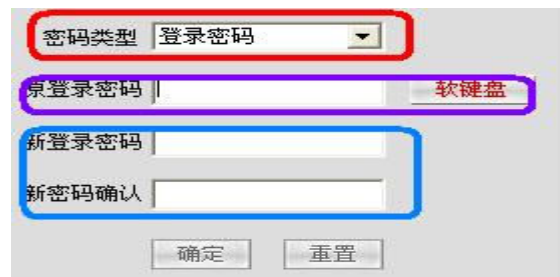 密码类型 登录密码
原登录密码 软键盘
新登录密码
新密码确认
确定 重置